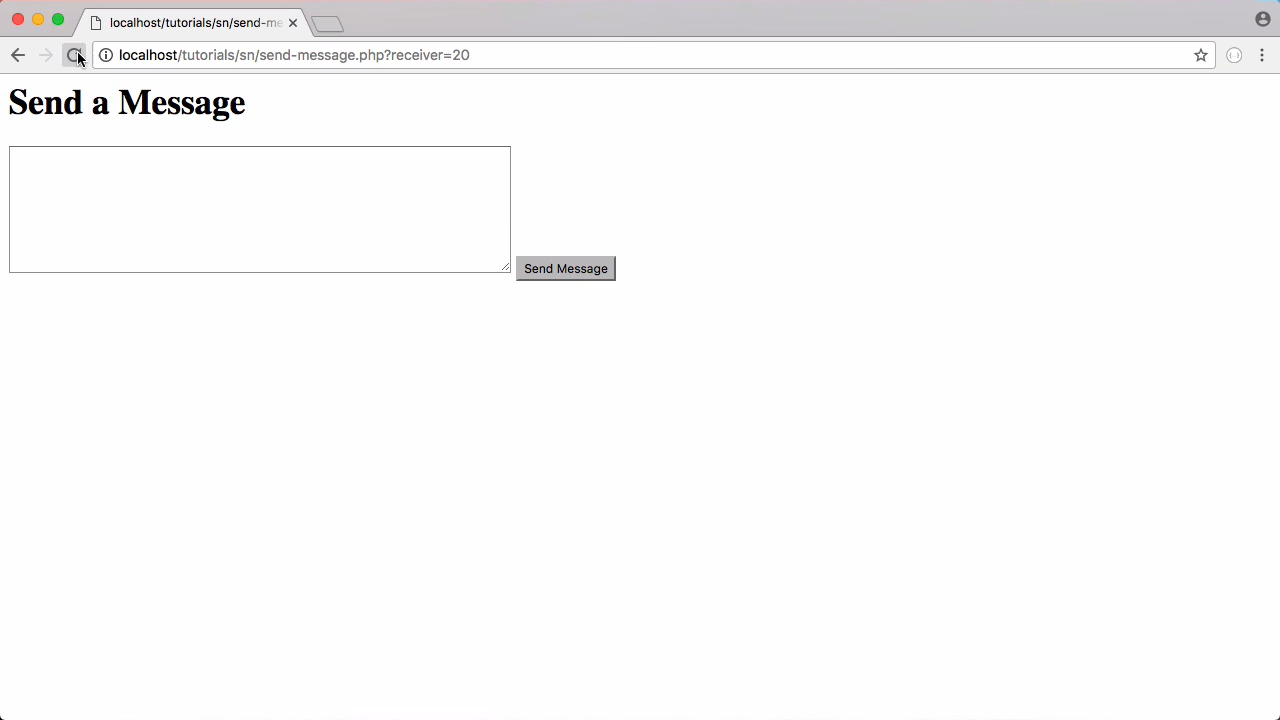 localhost/tutorials/sn/send-me
localhost/tutorials/sn/send-message.php?receiver=20
Send a Message
Send Message